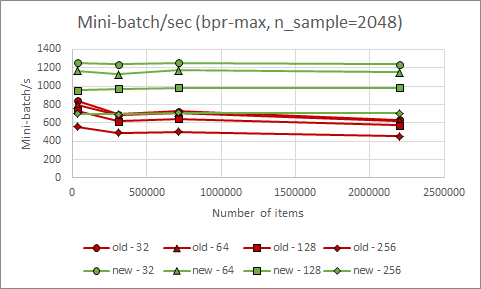 Mini-batch/sec (bpr-max, n_sample=2048)
1400
1200
1000
800
600
400
200
0
Mini-batch/s
0 500000 1000000 1500000 2000000 2500000
Number of items
old - 32 old - 64 old - 128 old - 256
new - 32 new - 64 new - 128 new - 256